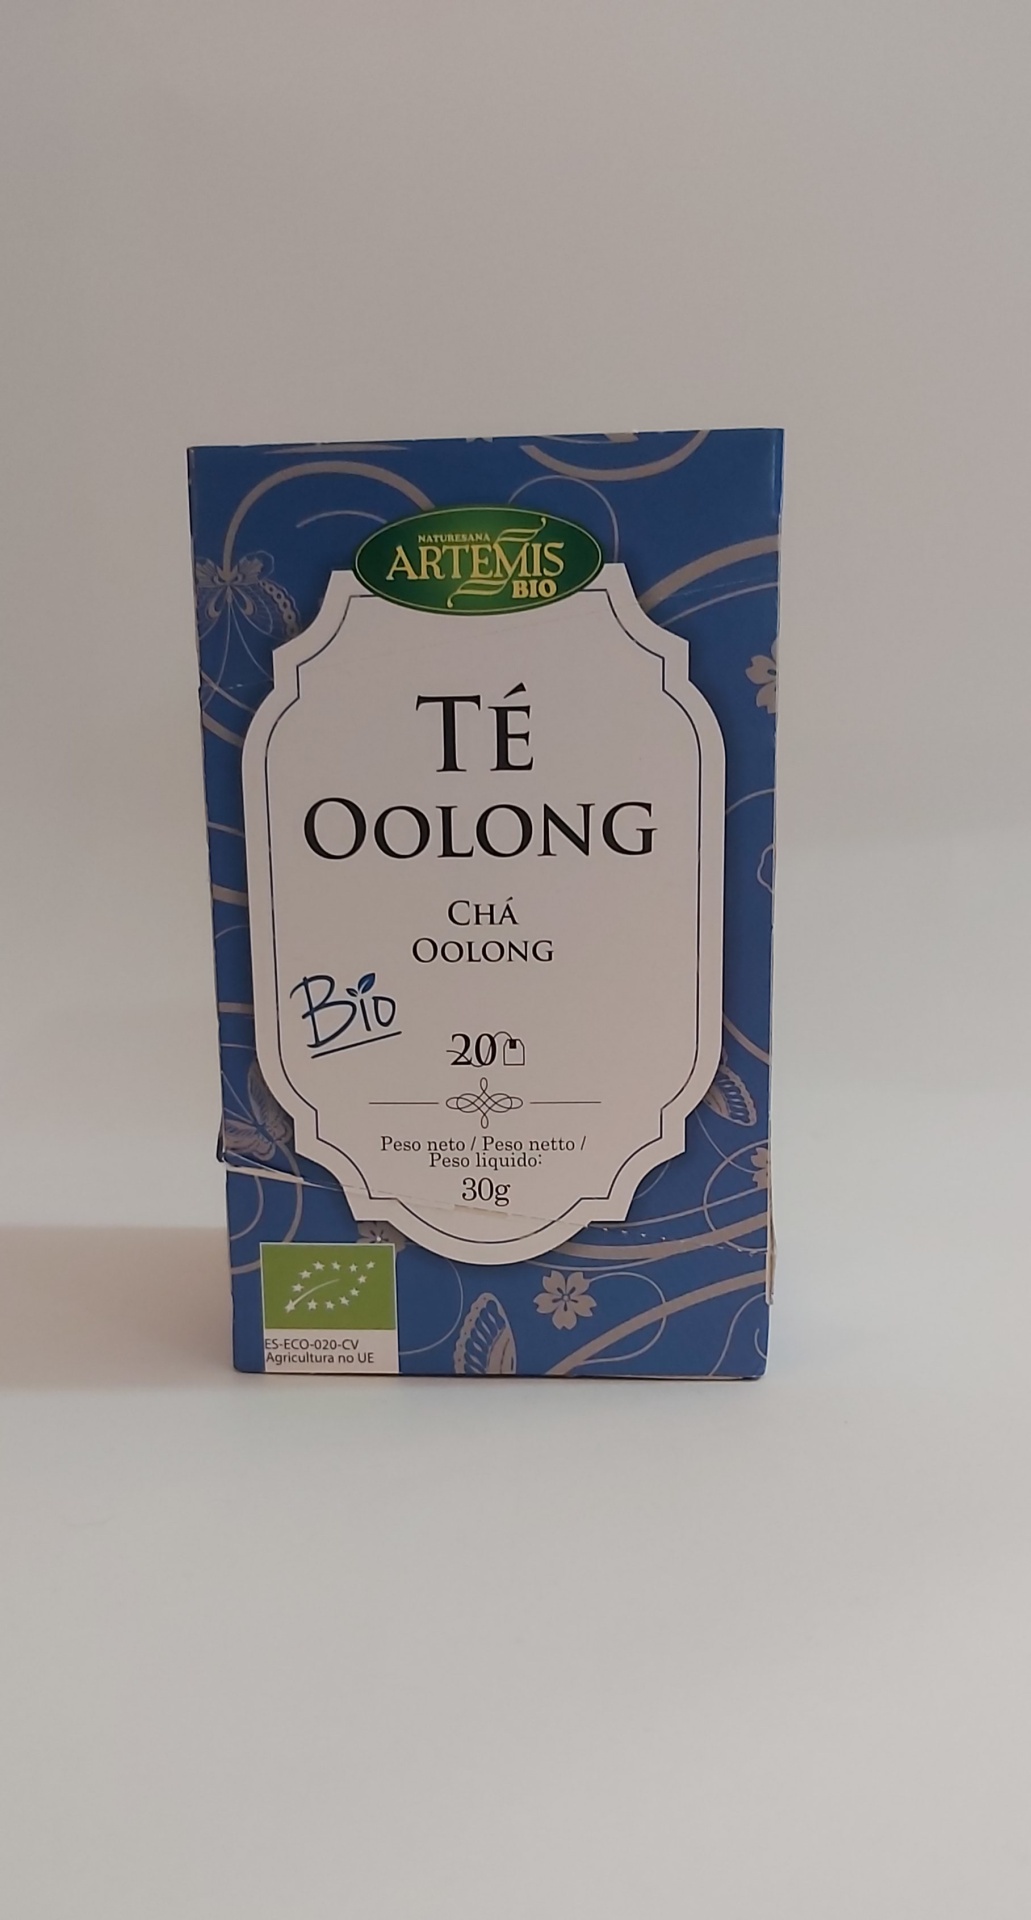 NATURESANA
ARTEMIS
BIO
TÉ
OOLONG
CHÁ
OOLONG
Bio
20
Peso neto / Peso netto /
Peso liquido:
30g
ES-ECO-020-CV
Agricultura no UE